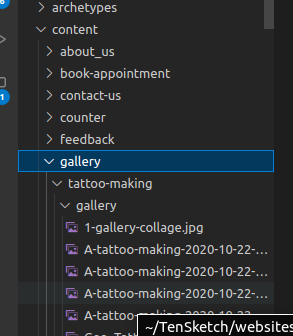 archetypes
content
about_us
book-appointment
contact-us
counter
feedback
gallery
tattoo-making
gallery
1-gallery-collage.jpg
A-tattoo-making-2020-10-22-...
A-tattoo-making-2020-10-22-...
A-tattoo-making-2020-10-22-...
A-tattoo-making-2020-10-22
~/TenSketch/websites